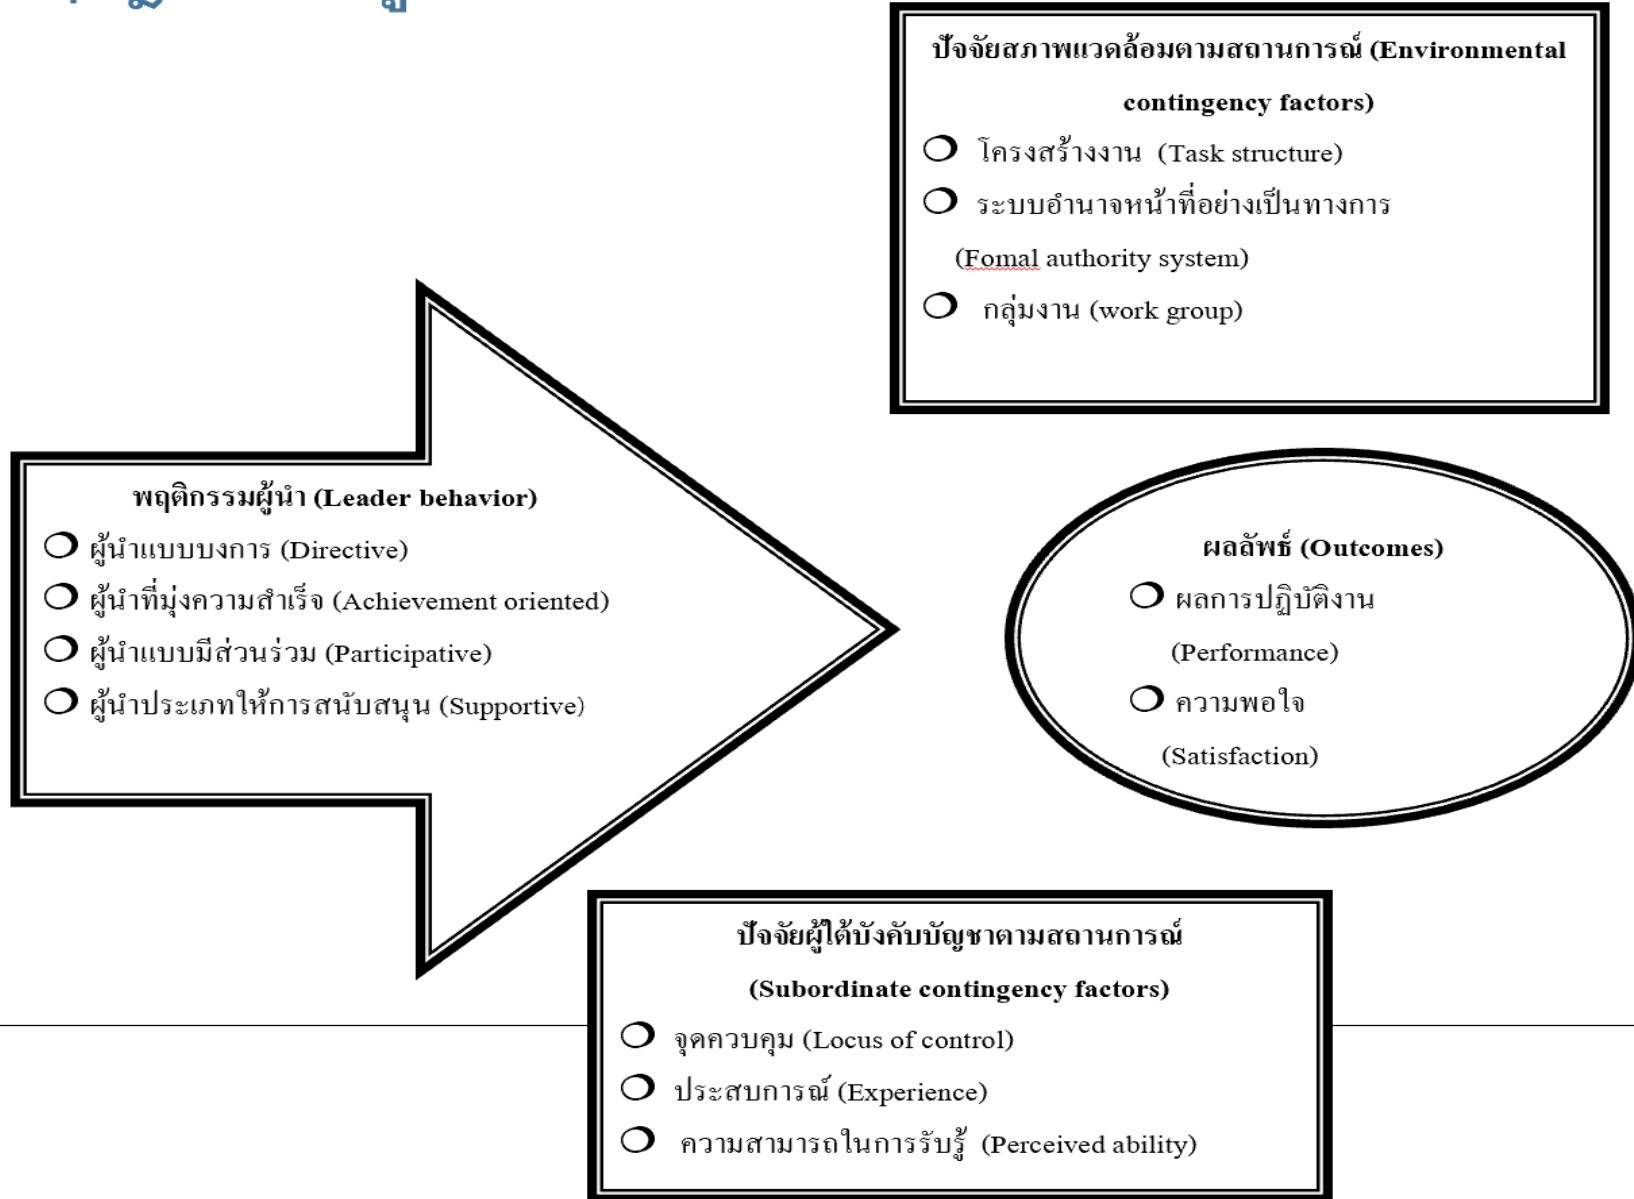 ปัจจัยสภาพแวดล้อมตามสถานการณ์ (Environmental
contingency factors)
โครงสร้างงาน (Task structure)
ระบบอำนาจหน้าที่อย่างเป็นทางการ
(Fomal authority system)
กลุ่มงาน (work group)
พฤติกรรมผู้นำ (Leader behavior)
ผู้นำแบบบงการ (Directive)
ผู้นำที่มุ่งความสำเร็จ (Achievement oriented)
ผู้นำแบบมีส่วนร่วม (Participative)
ผู้นำประเภทให้การสนับสนุน (Supportive)
ผลลัพธ์ (Outcomes)
ผลการปฏิบัติงาน
(Performance)
ความพอใจ
(Satisfaction)
ปัจจัยผู้ใต้บังคับบัญชาตามสถานการณ์
(Subordinate contingency factors)
จุดควบคุม (Locus of control)
ประสบการณ์ (Experience)
ความสามารถในการรับรู้ (Perceived ability)